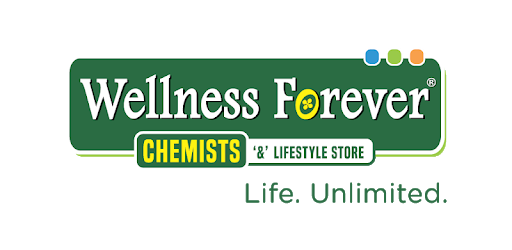 Wellness Forever®
CHEMISTS '&' LIFESTYLE STORE
Life. Unlimited.